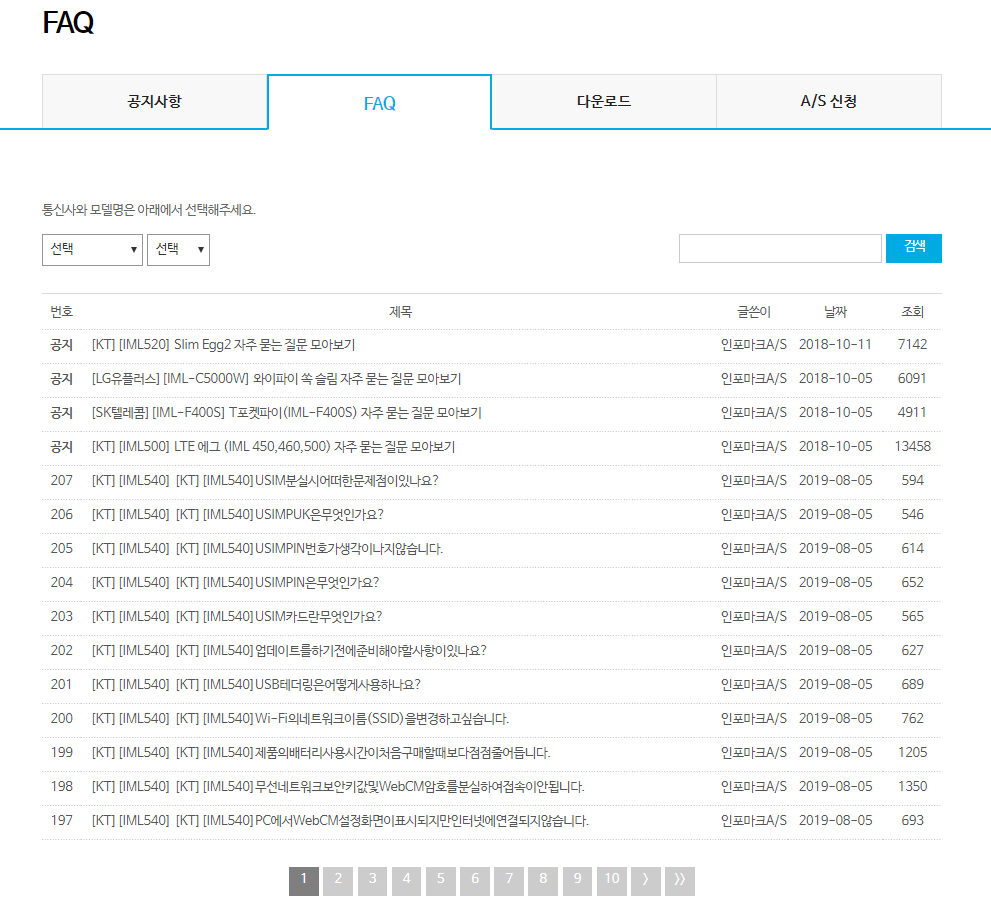 FAQ
공지사항 FAQ 다운로드 A/S 신청
통신사와 모델명은 아래에서 선택해주세요.
선택 선택 검색
번호 제목 글쓴이 날짜 조회
공지 [KT] [IML520] Slim Egg2 자주 묻는 질문 모아보기 인포마크A/S 2018-10-11 7142
공지 [LG유플러스] [IML-C5000W] 와이파이 쏙 슬림 자주 묻는 질문 모아보기 인포마크A/S 2018-10-05 6091
공지 [SK텔레콤] [IML-F400S] T포켓파이(IML-F400S) 자주 묻는 질문 모아보기 인포마크A/S 2018-10-05 4911
공지 [KT] [IML500] LTE 에그 (IML 450,460,500) 자주 묻는 질문 모아보기 인포마크A/S 2018-10-05 13458
207 [KT] [IML540] [KT] [IML540]USIM분실시어떠한문제점이있나요? 인포마크A/S 2019-08-05 594
206 [KT] [IML540] [KT] [IML540]USIMPUK은무엇인가요? 인포마크A/S 2019-08-05 546
205 [KT] [IML540] [KT] [IML540]USIMPIN번호가생각이나지않습니다. 인포마크A/S 2019-08-05 614
204 [KT] [IML540] [KT] [IML540]USIMPIN은무엇인가요? 인포마크A/S 2019-08-05 652
203 [KT] [IML540] [KT] [IML540]USIM카드란무엇인가요? 인포마크A/S 2019-08-05 565
202 [KT] [IML540] [KT] [IML540]업데이트를하기전에준비해야할사항이있나요? 인포마크A/S 2019-08-05 627
201 [KT] [IML540] [KT] [IML540]USB테더링은어떻게사용하나요? 인포마크A/S 2019-08-05 689
200 [KT] [IML540] [KT] [IML540]Wi-Fi의네트워크이름(SSID)을변경하고싶습니다. 인포마크A/S 2019-08-05 762
199 [KT] [IML540] [KT] [IML540]제품의배터리사용시간이처음구매할때보다점점줄어듭니다. 인포마크A/S 2019-08-05 1205
198 [KT] [IML540] [KT] [IML540]무선네트워크보안키값및WebCM암호를분실하여접속이안됩니다. 인포마크A/S 2019-08-05 1350
197 [KT] [IML540] [KT] [IML540]PC에서WebCM설정화면이표시되지만인터넷에연결되지않습니다. 인포마크A/S 2019-08-05 693
1 2 3 4 5 6 7 8 9 10 〉 》